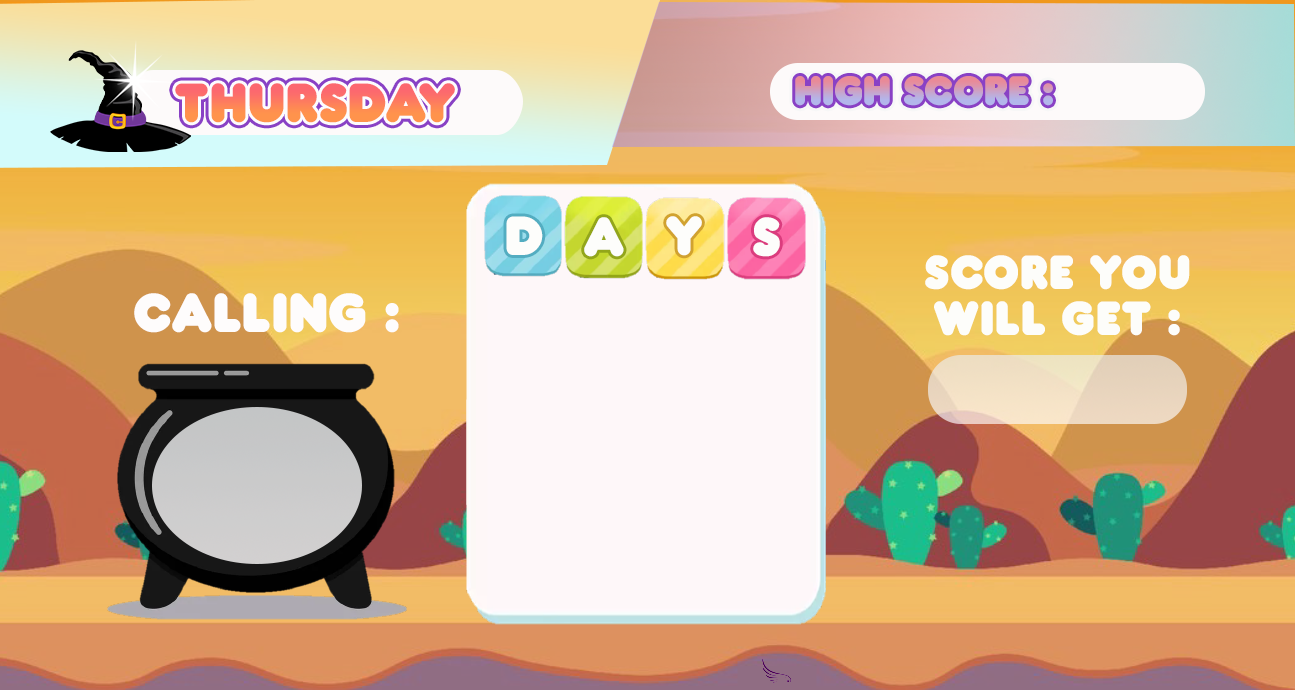 THURSDAY
HIGH SCORE :
DAYS
CALLING :
SCORE YOU
WILL GET :